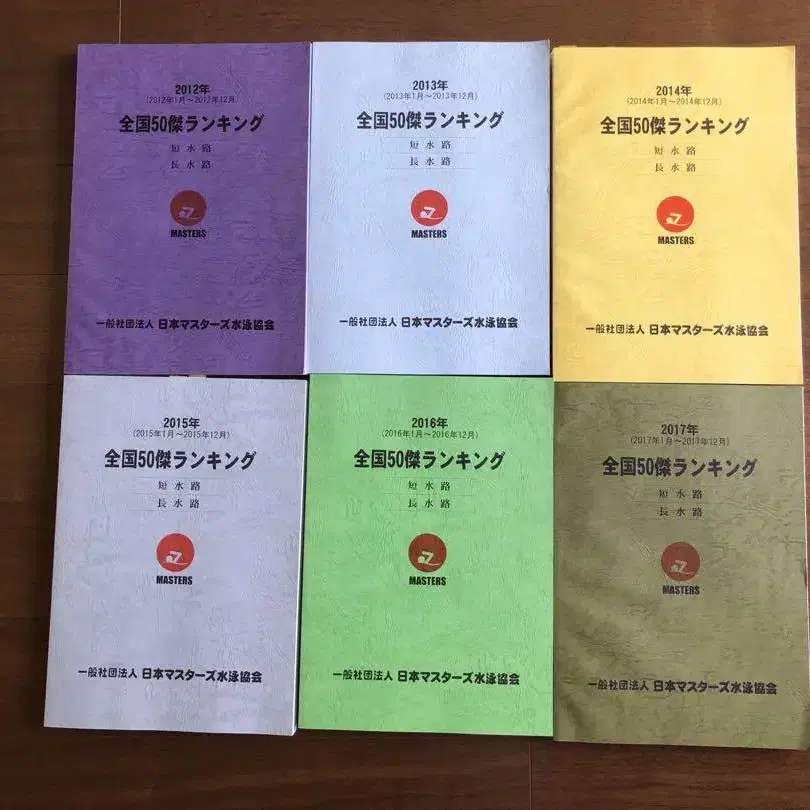 2012年
(2012年1月～2012年12月)
全国50傑ランキング
短水路
長水路
MASTERS
一般社団法人 日本マスターズ水泳協会
2013年
(2013年1月～2013年12月)
全国50傑ランキング
短水路
長水路
MASTERS
一般社団法人 日本マスターズ水泳協会
2014年
(2014年1月～2014年12月)
全国50傑ランキング
短水路
長水路
MASTERS
一般社団法人 日本マスターズ水泳協会
2015年
(2015年1月～2015年12月)
全国50傑ランキング
短水路
長水路
MASTERS
一般社団法人 日本マスターズ水泳協会
2016年
(2016年1月～2016年12月)
全国50傑ランキング
短水路
長水路
MASTERS
一般社団法人 日本マスターズ水泳協会
2017年
(2017年1月～2017年12月)
全国50傑ランキング
短水路
長水路
MASTERS
一般社団法人 日本マスターズ水泳協会